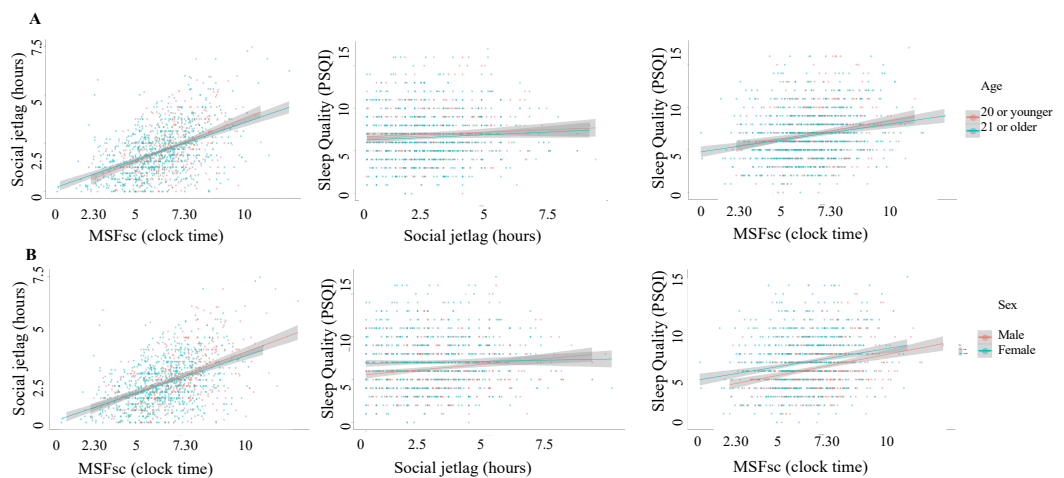 A
Social jetlag (hours)
7.5
5
2.5
0
0 2.30 5 7.30 10
MSFsc (clock time)
Sleep Quality (PSQI)
15
10
5
0
0 2.5 5 7.5
Social jetlag (hours)
Sleep Quality (PSQI)
15
10
5
0
0 2.30 5 7.30 10
MSFsc (clock time)
Age
20 or younger
21 or older
B
Social jetlag (hours)
7.5
5
2.5
0
0 2.30 5 7.30 10
MSFsc (clock time)
Sleep Quality (PSQI)
15
10
5
0
0 2.5 5 7.5
Social jetlag (hours)
Sleep Quality (PSQI)
15
10
5
0
0 2.30 5 7.30 10
MSFsc (clock time)
Sex
Male
Female